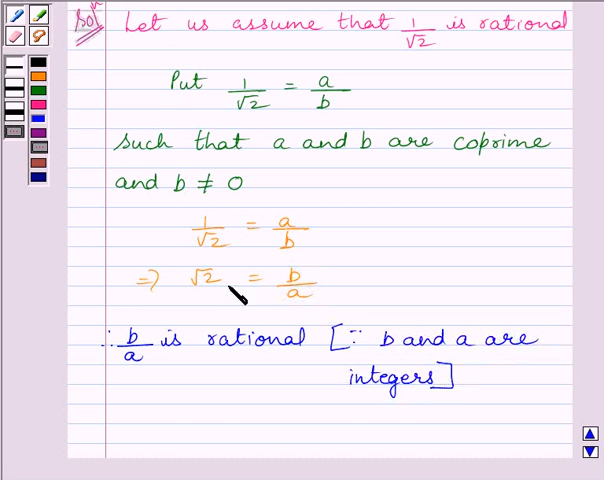 Solⁿ Let us assume that 1/√2 is rational
Put 1/√2 = a/b
such that a and b are coprime
and b ≠ 0
1/√2 = a/b
=> √2 = b/a
∴ b/a is rational [∵ b and a are
integers]